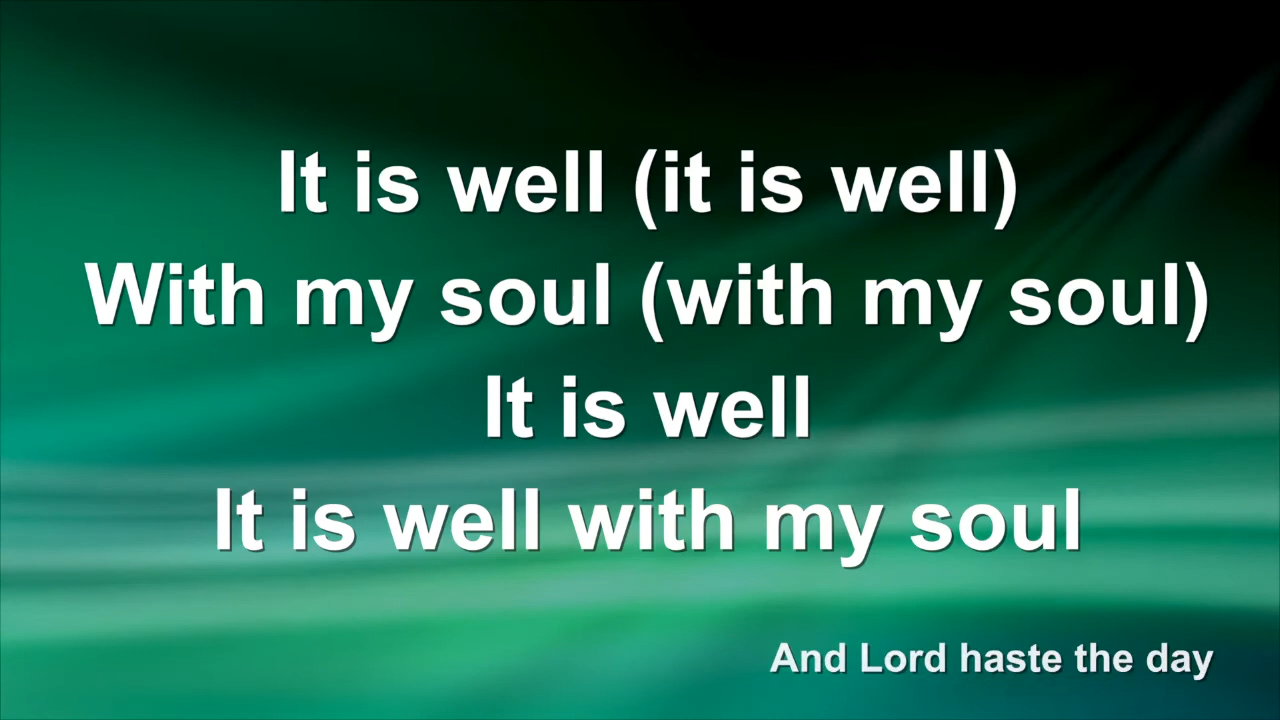 It is well (it is well)
With my soul (with my soul)
It is well
It is well with my soul
And Lord haste the day